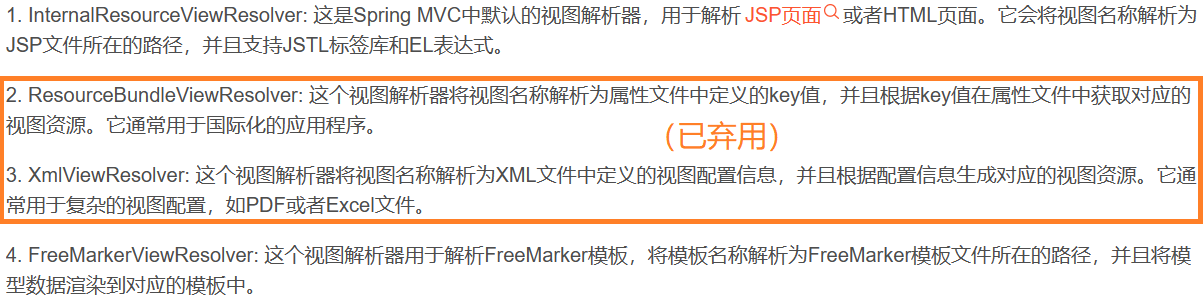 1. InternalResourceViewResolver: 这是Spring MVC中默认的视图解析器，用于解析 JSP页面 或者HTML页面。它会将视图名称解析为
JSP文件所在的路径，并且支持JSTL标签库和EL表达式。
2. ResourceBundleViewResolver: 这个视图解析器将视图名称解析为属性文件中定义的key值，并且根据key值在属性文件中获取对应的
视图资源。它通常用于国际化的应用程序。
（已弃用）
3. XmlViewResolver: 这个视图解析器将视图名称解析为XML文件中定义的视图配置信息，并且根据配置信息生成对应的视图资源。它通
常用于复杂的视图配置，如PDF或者Excel文件。
4. FreeMarkerViewResolver: 这个视图解析器用于解析FreeMarker模板，将模板名称解析为FreeMarker模板文件所在的路径，并且将模
型数据渲染到对应的模板中。